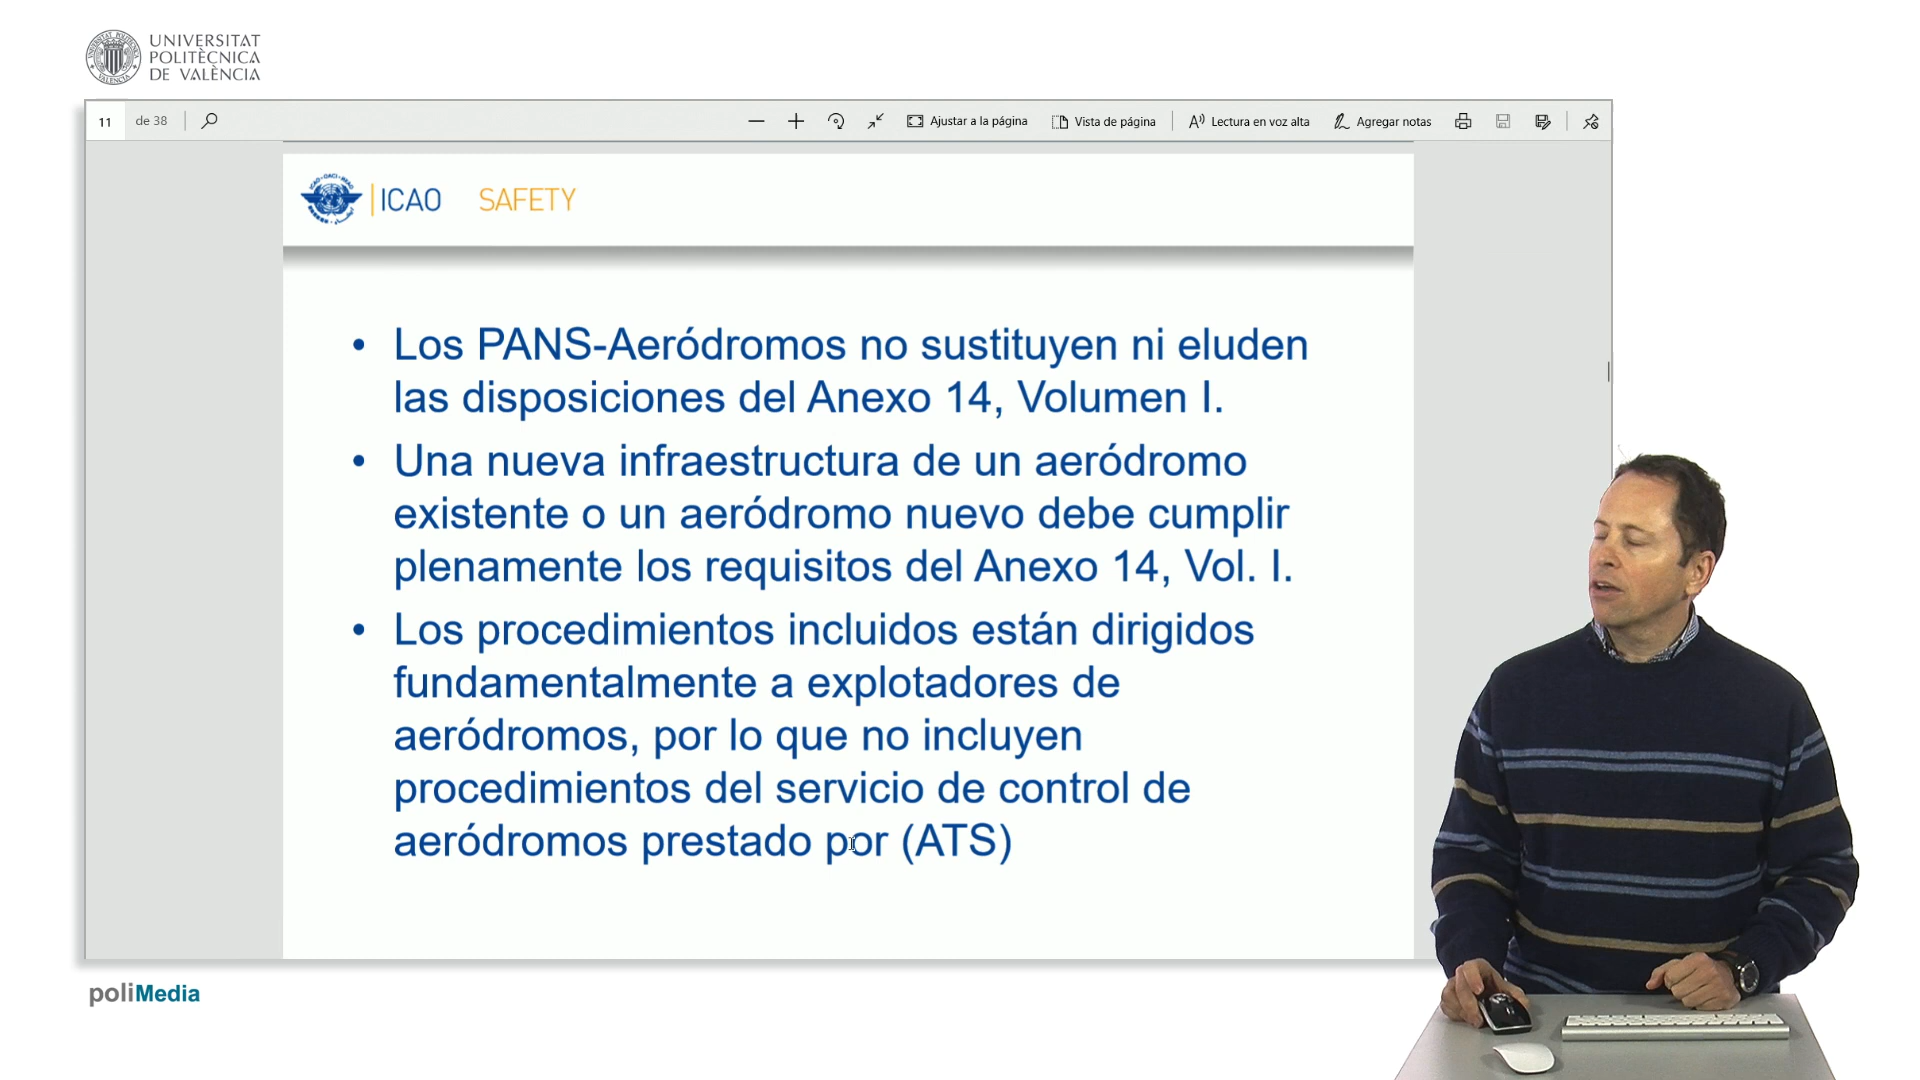 UNIVERSITAT
POLITÈCNICA
DE VALÈNCIA
11 de 38
Ajustar a la página
Vista de página
Lectura en voz alta
Agregar notas
ICAO SAFETY
• Los PANS-Aeródromos no sustituyen ni eluden
las disposiciones del Anexo 14, Volumen I.
• Una nueva infraestructura de un aeródromo
existente o un aeródromo nuevo debe cumplir
plenamente los requisitos del Anexo 14, Vol. I.
• Los procedimientos incluidos están dirigidos
fundamentalmente a explotadores de
aeródromos, por lo que no incluyen
procedimientos del servicio de control de
aeródromos prestado por (ATS)
poliMedia